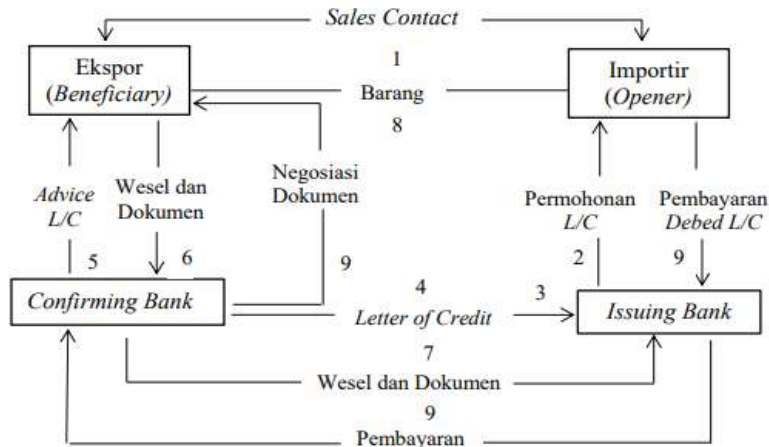 Sales Contact
1
Ekspor
(Beneficiary)
Importir
(Opener)
Barang
8
Advice
L/C
Wesel dan
Dokumen
Negosiasi
Dokumen
Permohonan
L/C
Pembayaran
Debed L/C
5
6
9
2
9
4
3
Confirming Bank
Letter of Credit
Issuing Bank
7
Wesel dan Dokumen
9
Pembayaran